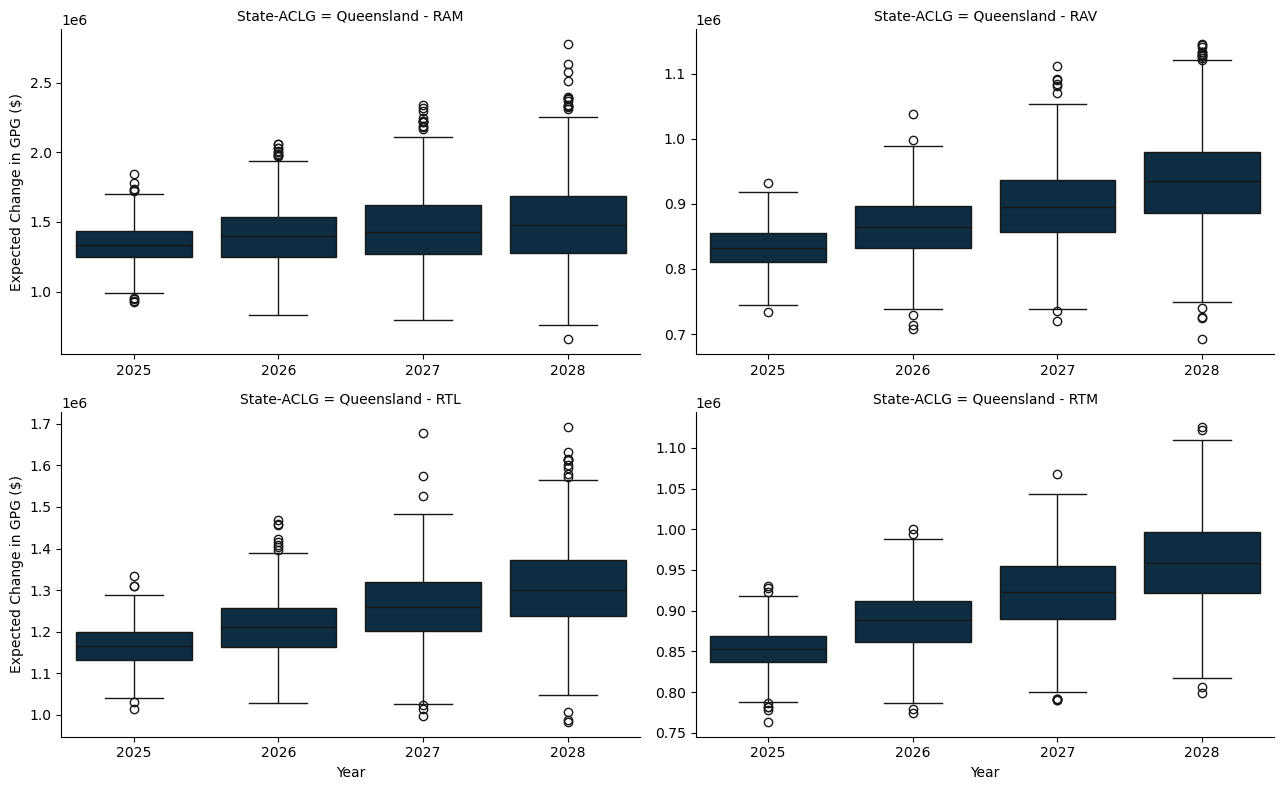 State-ACLG = Queensland - RAM
1e6
Expected Change in GPG ($)
2.5
2.0
1.5
1.0
2025 2026 2027 2028
State-ACLG = Queensland - RAV
1e6
1.1
1.0
0.9
0.8
0.7
2025 2026 2027 2028
State-ACLG = Queensland - RTL
1e6
Expected Change in GPG ($)
1.7
1.6
1.5
1.4
1.3
1.2
1.1
1.0
2025 2026 2027 2028
Year
State-ACLG = Queensland - RTM
1e6
1.10
1.05
1.00
0.95
0.90
0.85
0.80
0.75
2025 2026 2027 2028
Year